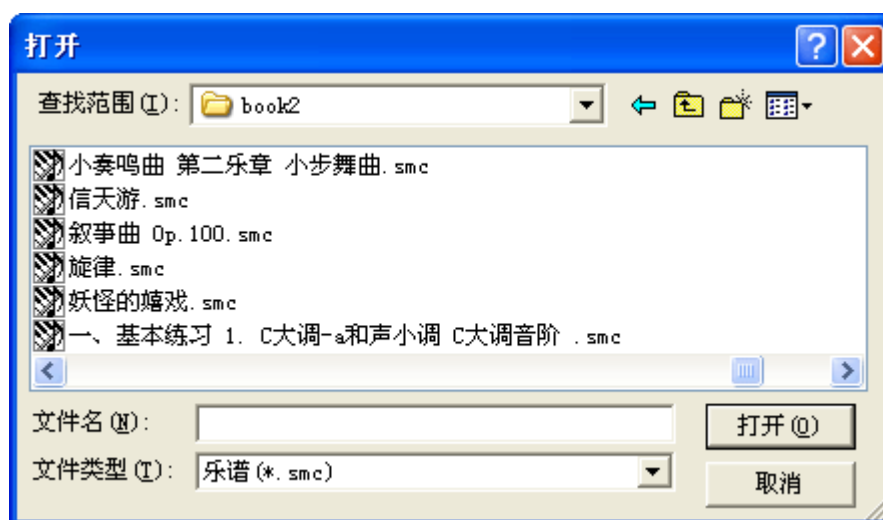 打开
查找范围(I): book2
小奏鸣曲 第二乐章 小步舞曲.smc
信天游.smc
叙事曲 Op.100.smc
旋律.smc
妖怪的嬉戏.smc
一、基本练习 1. C大调-a和声小调 C大调音阶 .smc
文件名(N): 打开(O)
文件类型(T): 乐谱(*.smc) 取消